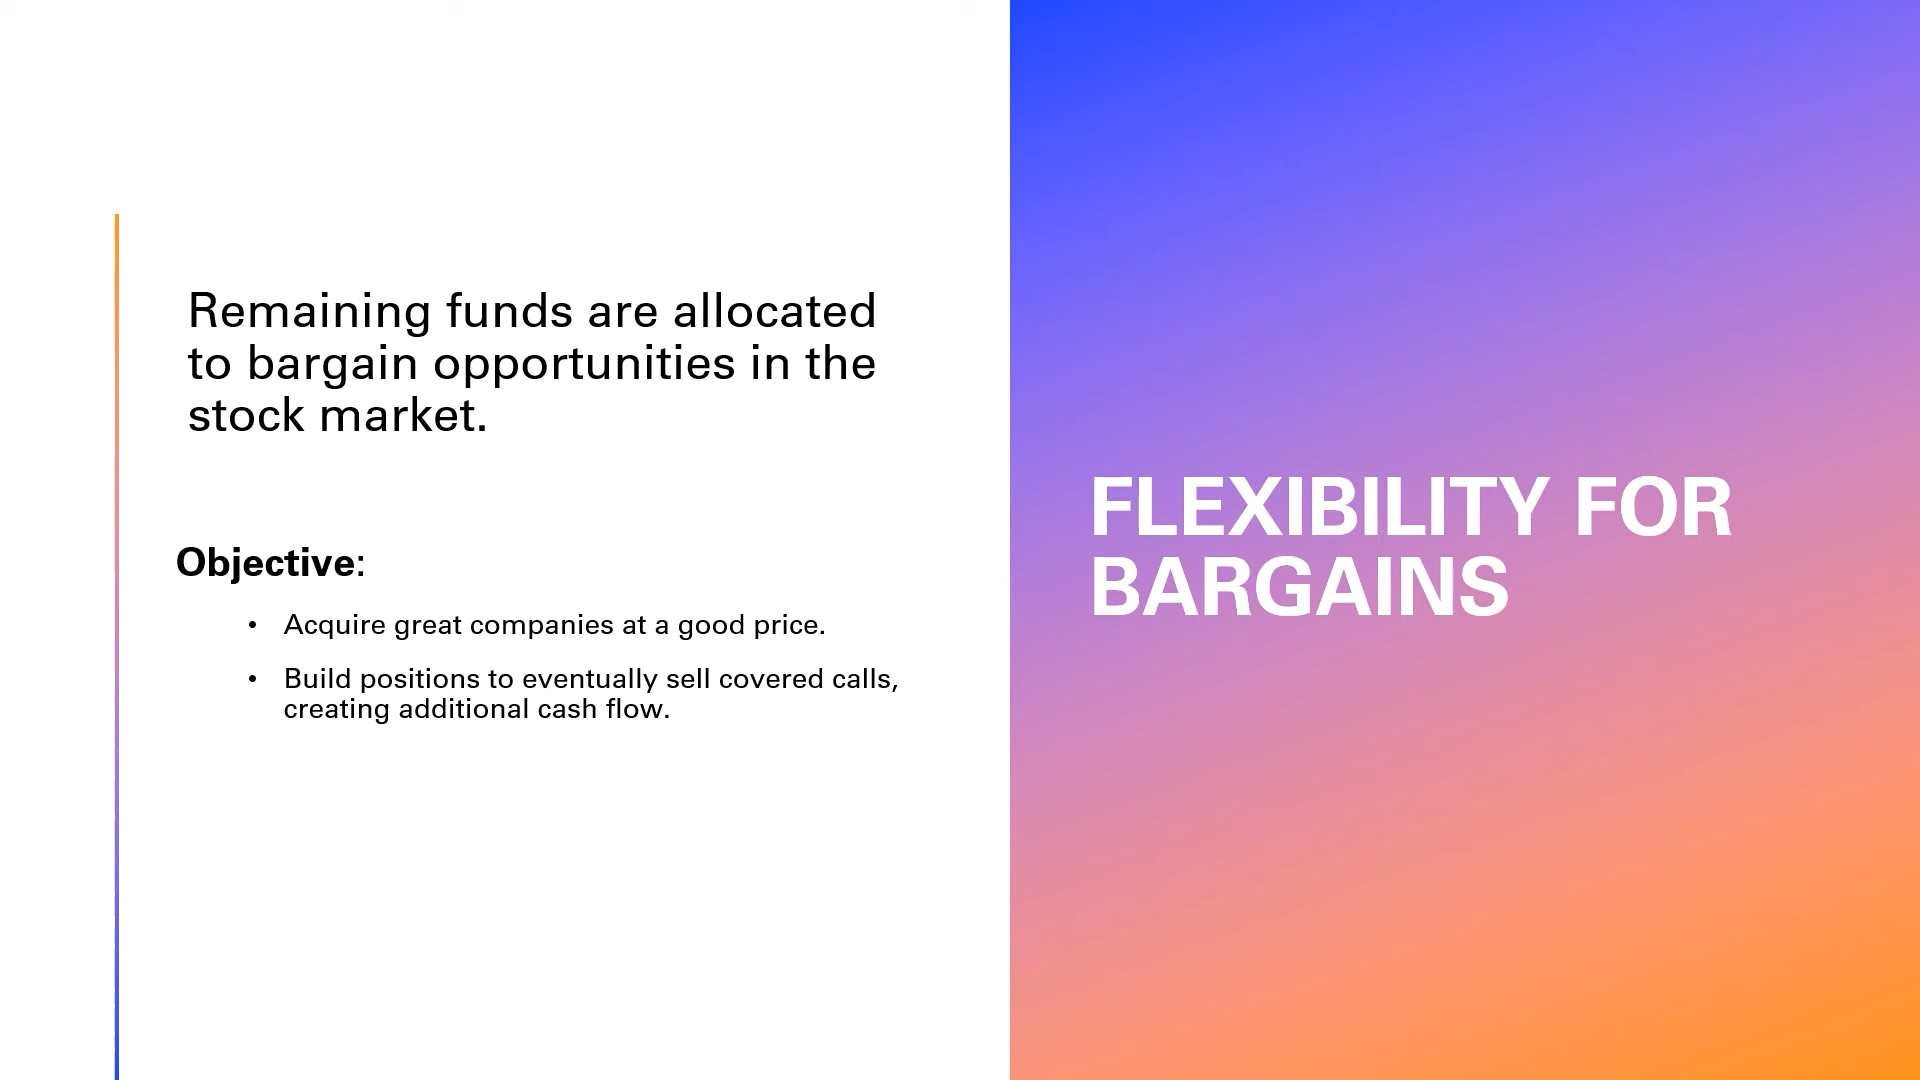 Remaining funds are allocated
to bargain opportunities in the
stock market.
Objective:
• Acquire great companies at a good price.
• Build positions to eventually sell covered calls,
creating additional cash flow.
FLEXIBILITY FOR
BARGAINS